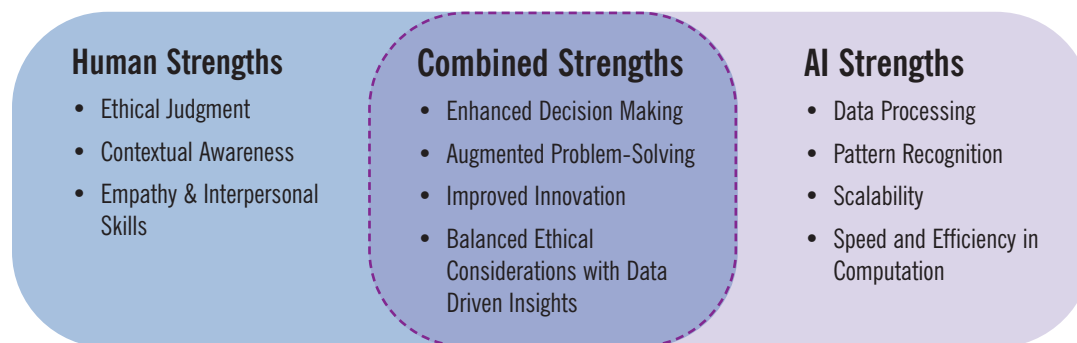 Human Strengths
• Ethical Judgment
• Contextual Awareness
• Empathy & Interpersonal
Skills
Combined Strengths
• Enhanced Decision Making
• Augmented Problem-Solving
• Improved Innovation
• Balanced Ethical
Considerations with Data
Driven Insights
AI Strengths
• Data Processing
• Pattern Recognition
• Scalability
• Speed and Efficiency in
Computation